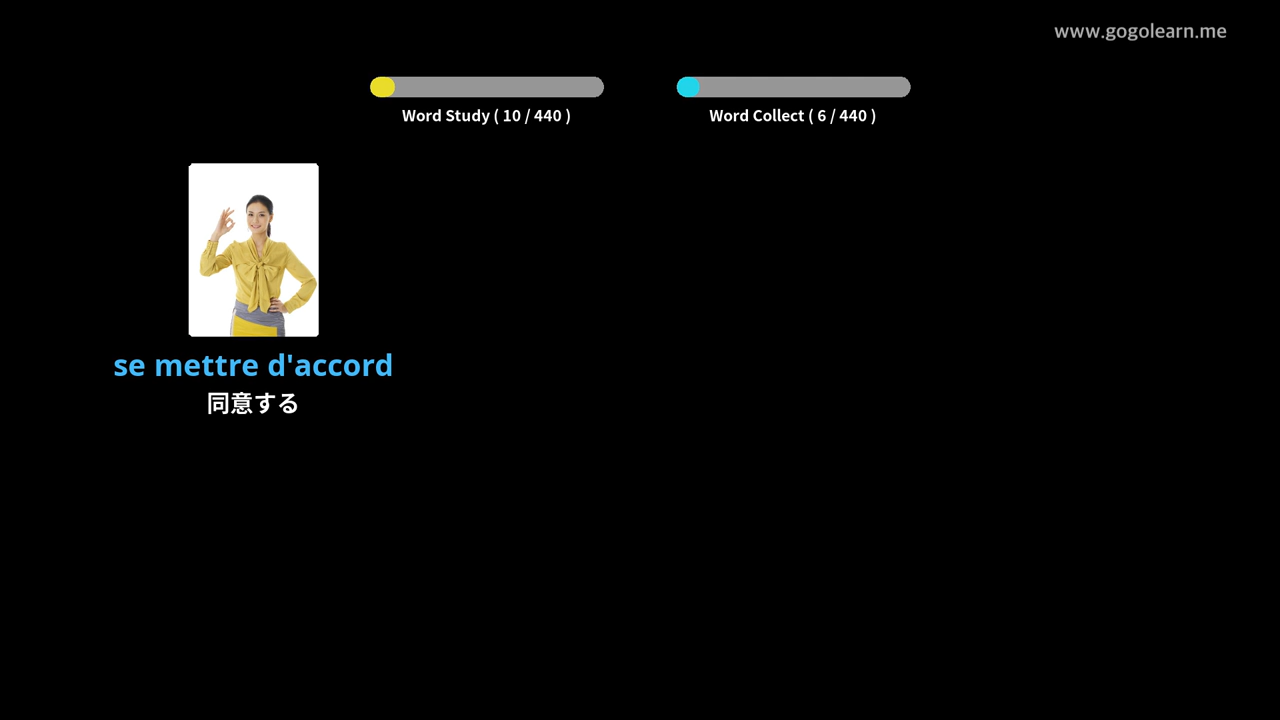 www.gogolearn.me
Word Study ( 10 / 440 )
Word Collect ( 6 / 440 )
se mettre d'accord
同意する